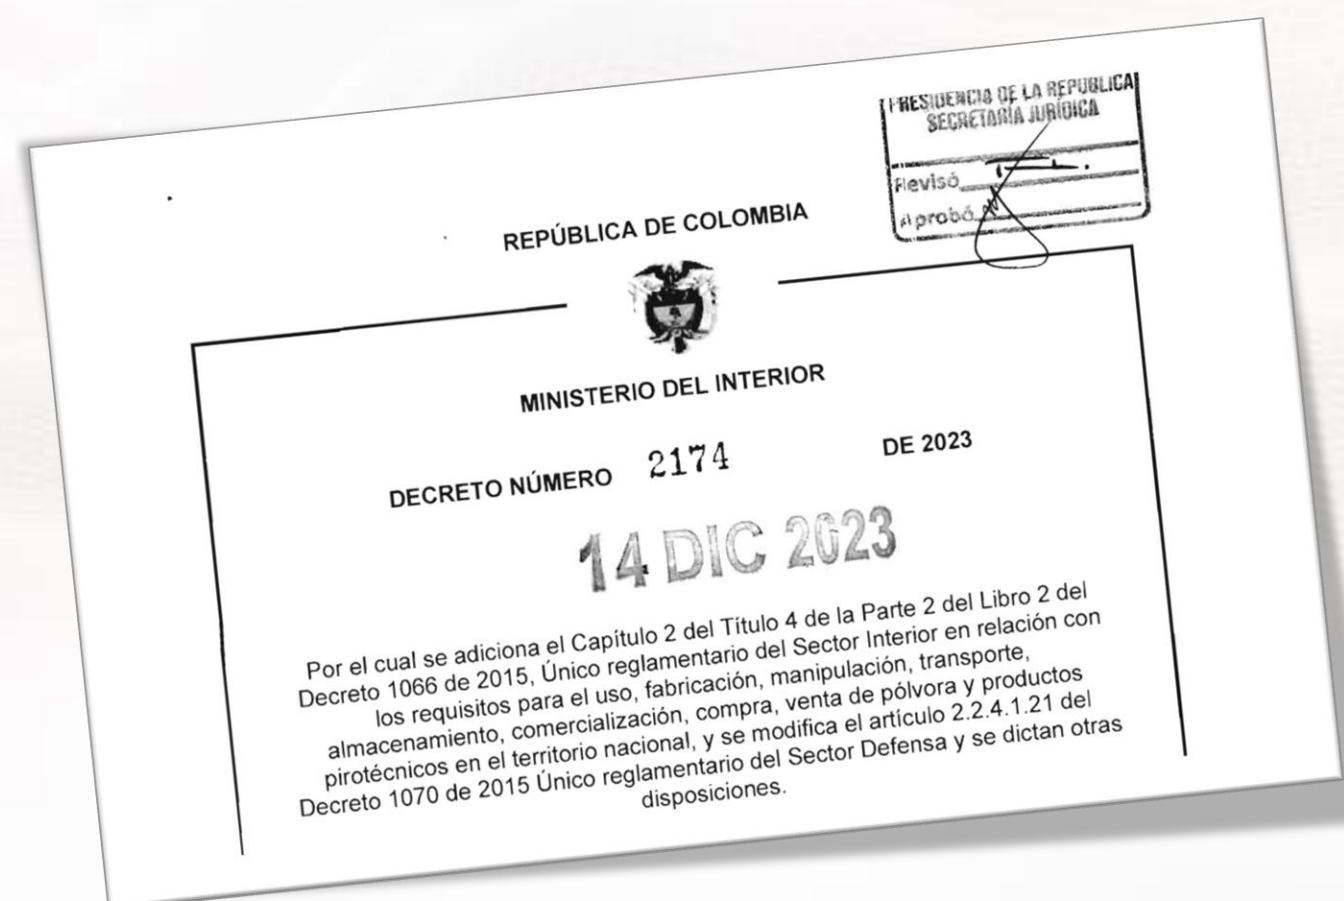 PRESIDENCIA DE LA REPÚBLICA
SECRETARÍA JURÍDICA
Revisó
Aprobó
REPÚBLICA DE COLOMBIA
MINISTERIO DEL INTERIOR
DECRETO NÚMERO 2174 DE 2023
14 DIC 2023
Por el cual se adiciona el Capítulo 2 del Título 4 de la Parte 2 del Libro 2 del
Decreto 1066 de 2015, Único reglamentario del Sector Interior en relación con
los requisitos para el uso, fabricación, manipulación, transporte,
almacenamiento, comercialización, compra, venta de pólvora y productos
pirotécnicos en el territorio nacional, y se modifica el artículo 2.2.4.1.21 del
Decreto 1070 de 2015 Único reglamentario del Sector Defensa y se dictan otras
disposiciones.